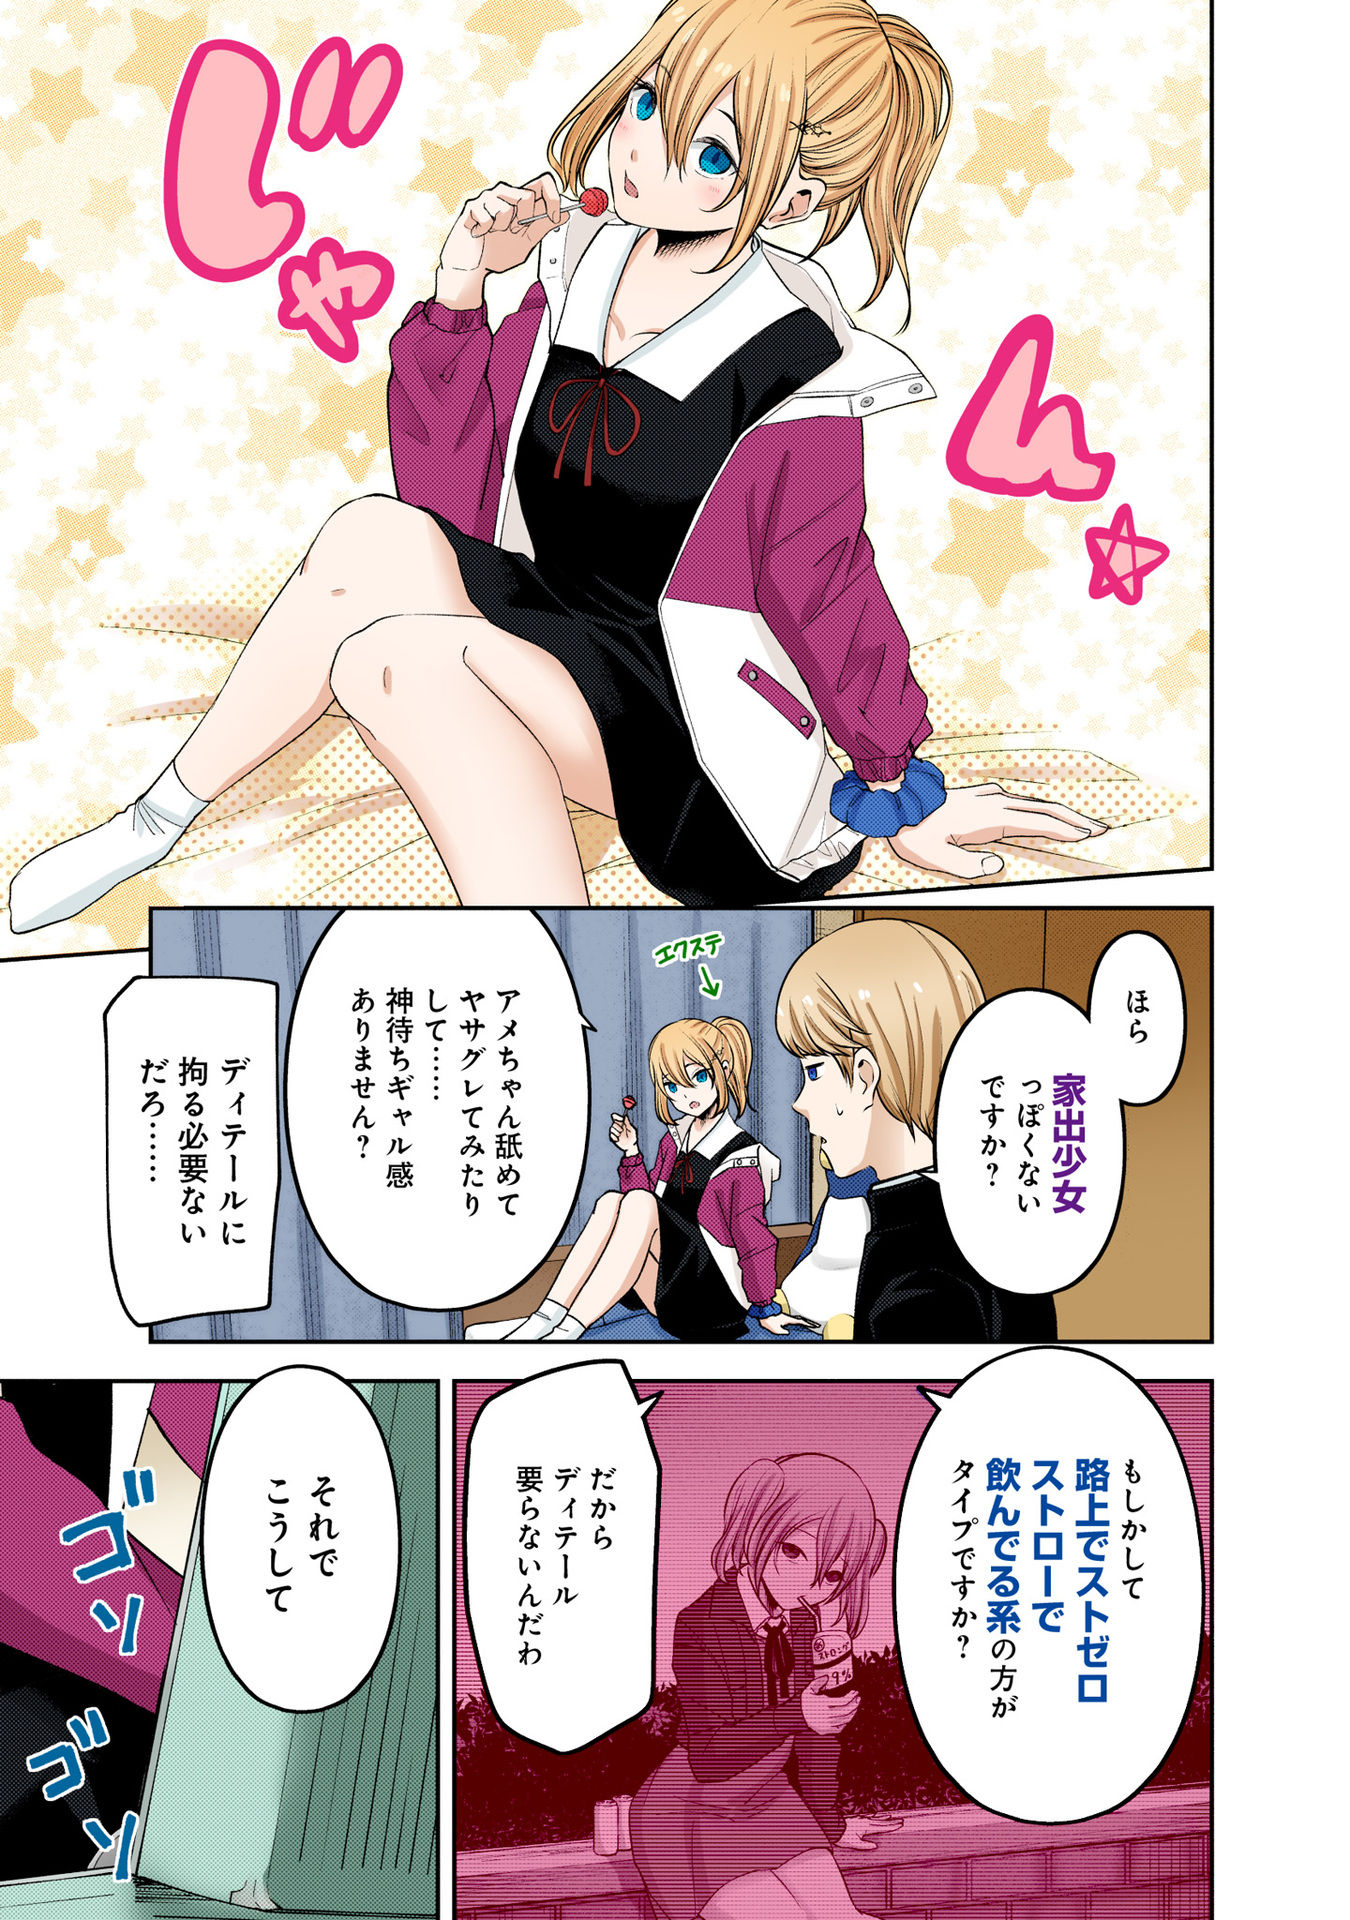 じゃ
ん☆
ほら
家出少女
っぽくない
ですか?
エクステ
アメちゃん舐めて
ヤサグレてみたり
して……
神待ちギャル感
ありません?
ディテールに
拘る必要ない
だろ……
もしかして
路上でストゼロ
ストローで
飲んでる系の方が
タイプですか?
ストロング
9%
だから
ディテール
要らないんだわ
それで
こうして
ゴソ
ゴソ